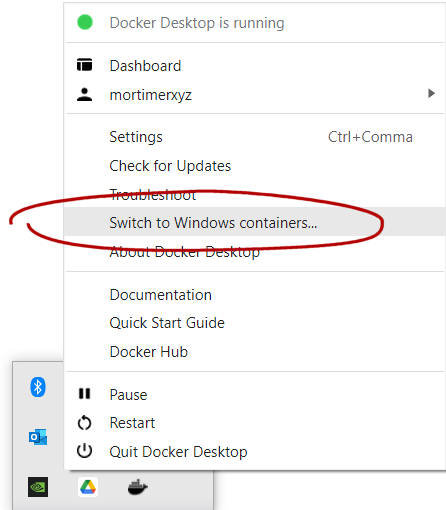 Docker Desktop is running
Dashboard
mortimerxyz
Settings Ctrl+Comma
Check for Updates
Troubleshoot
Switch to Windows containers...
About Docker Desktop
Documentation
Quick Start Guide
Docker Hub
Pause
Restart
Quit Docker Desktop